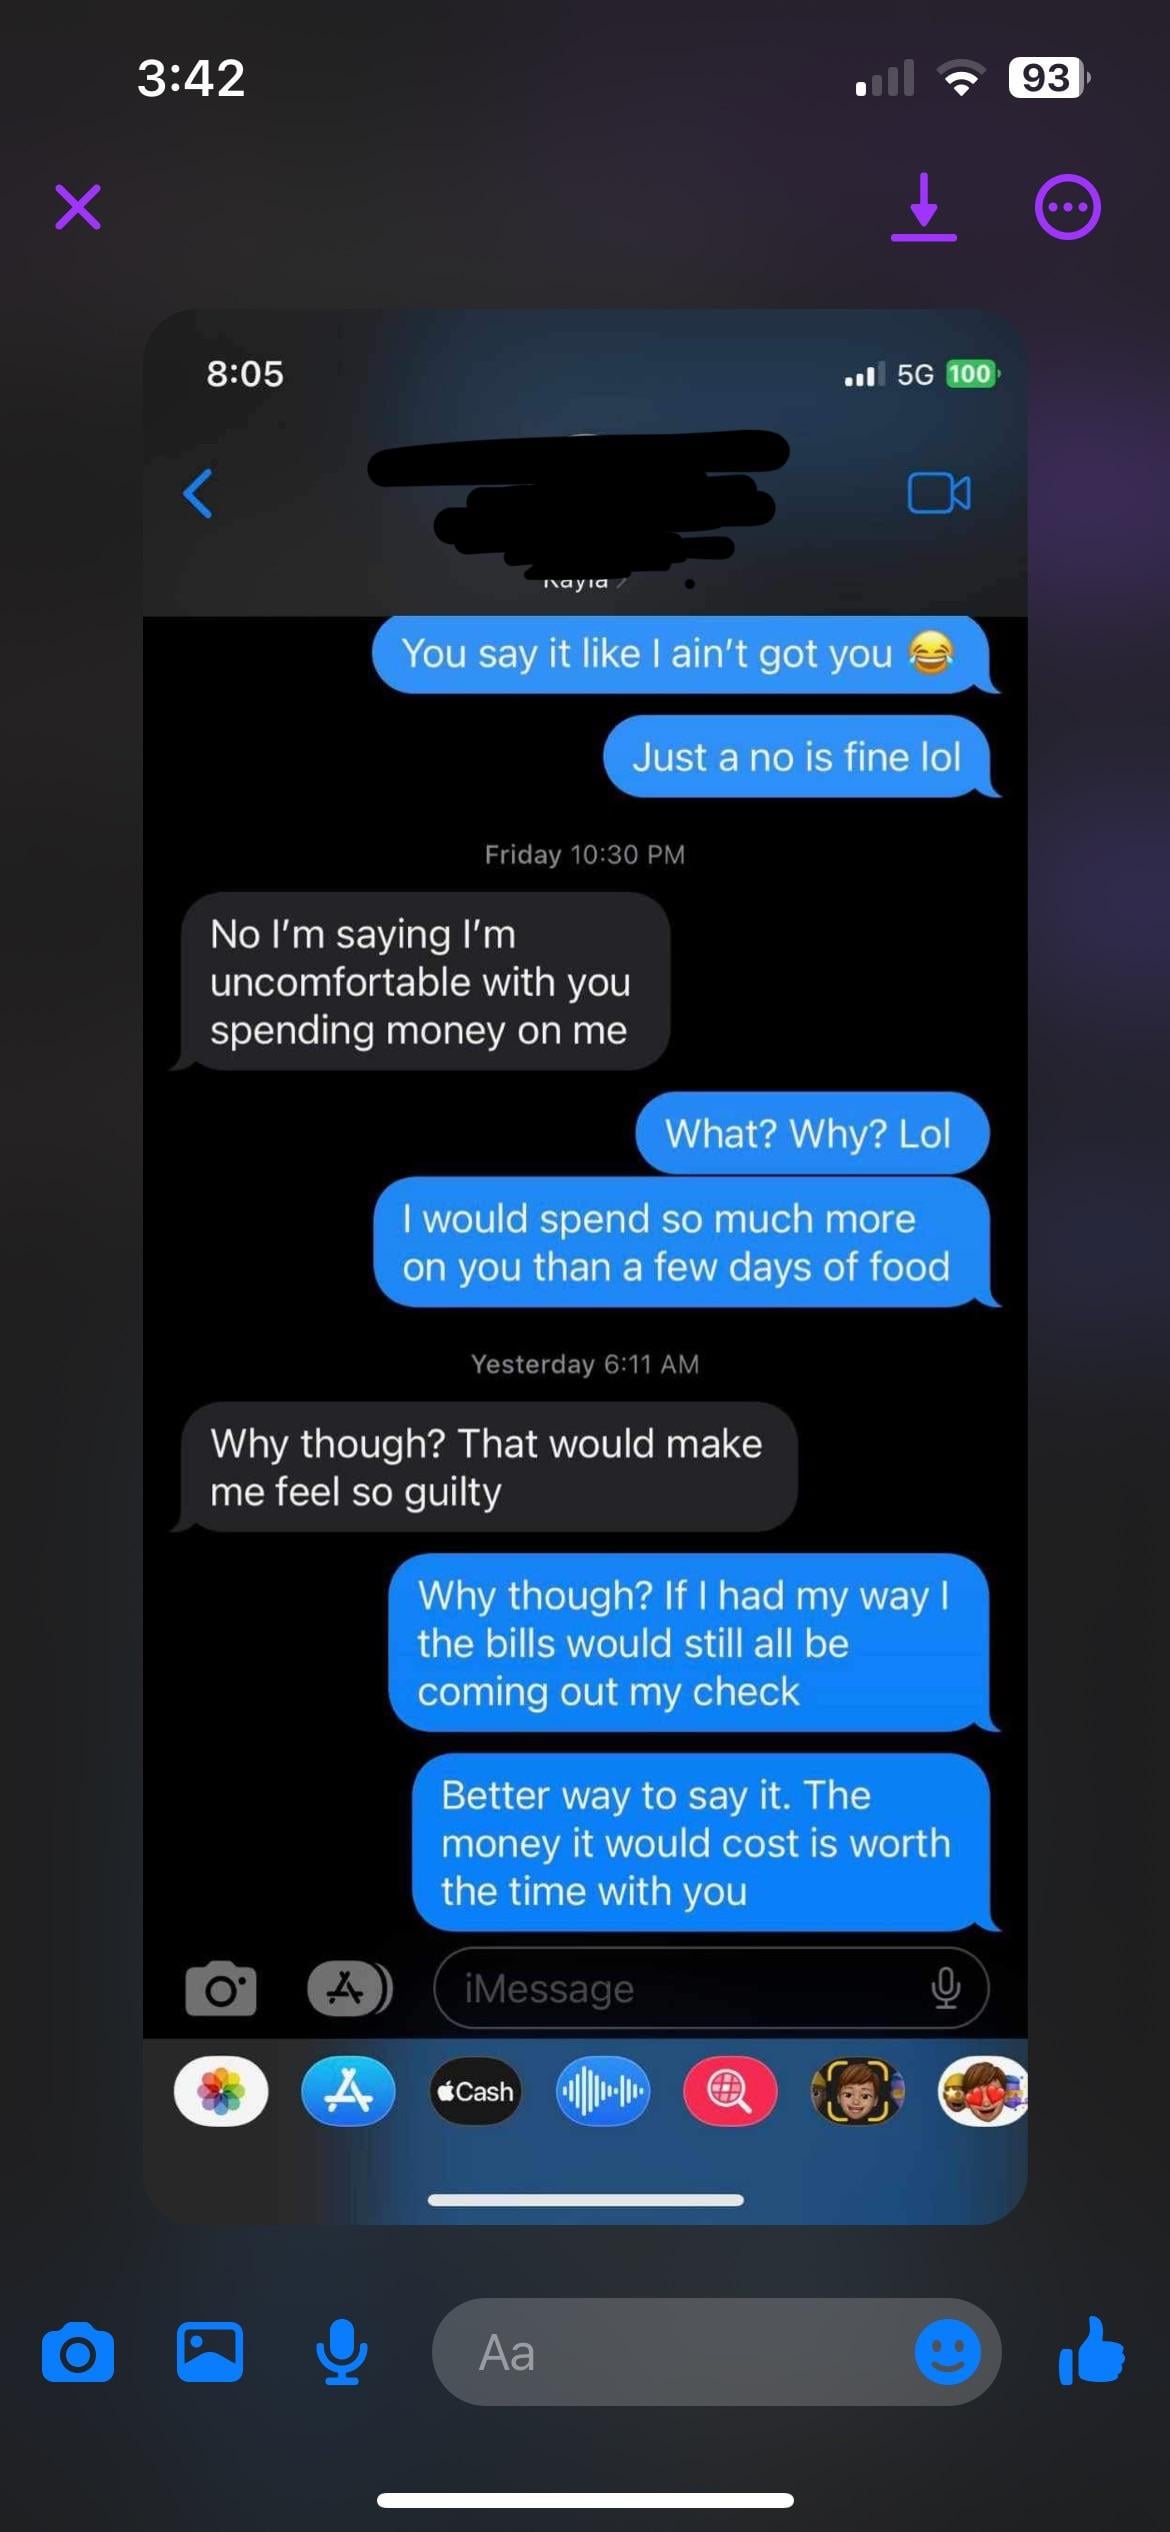 3:42
93
8:05
5G 100
You say it like I ain't got you 😂
Just a no is fine lol
Friday 10:30 PM
No I'm saying I'm
uncomfortable with you
spending money on me
What? Why? Lol
I would spend so much more
on you than a few days of food
Yesterday 6:11 AM
Why though? That would make
me feel so guilty
Why though? If I had my way I
the bills would still all be
coming out my check
Better way to say it. The
money it would cost is worth
the time with you
iMessage
Cash
Aa